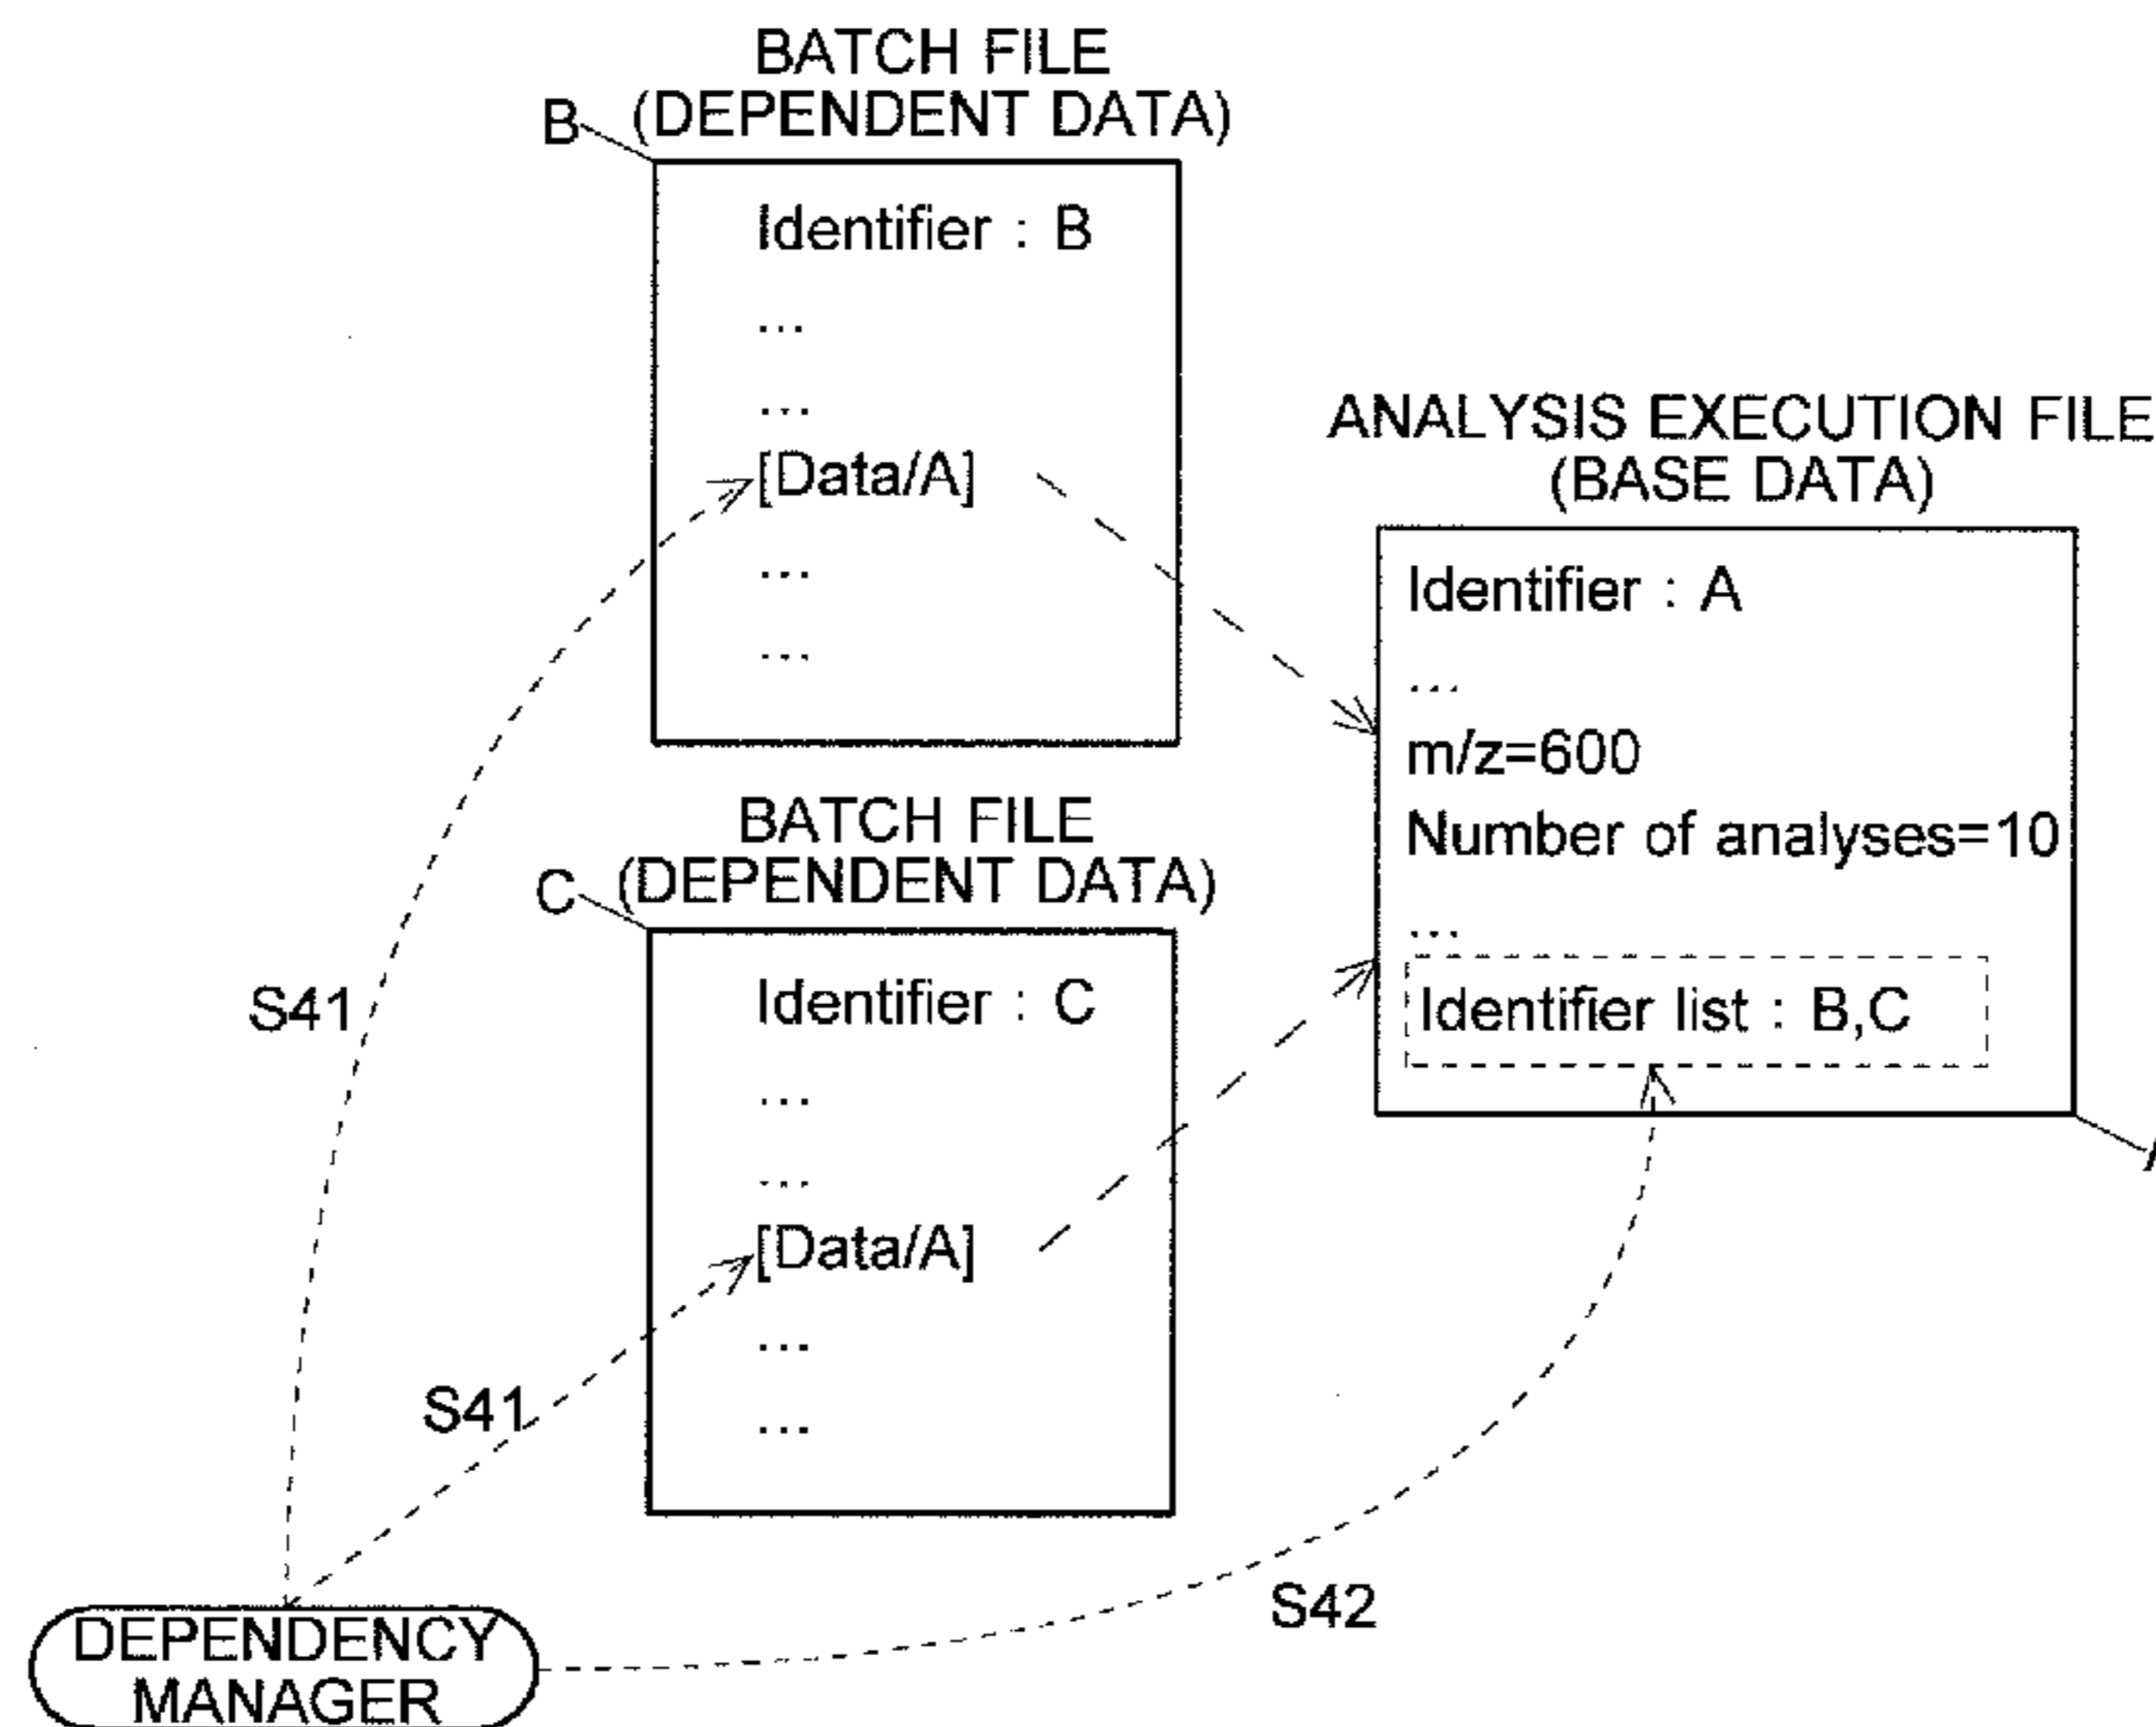 BATCH FILE
(DEPENDENT DATA)
B
Identifier : B
...
...
[Data/A]
...
...
ANALYSIS EXECUTION FILE
(BASE DATA)
Identifier : A
...
m/z=600
Number of analyses=10
...
Identifier list : B,C
BATCH FILE
(DEPENDENT DATA)
C
Identifier : C
...
...
[Data/A]
...
...
S41
S41
S42
DEPENDENCY
MANAGER